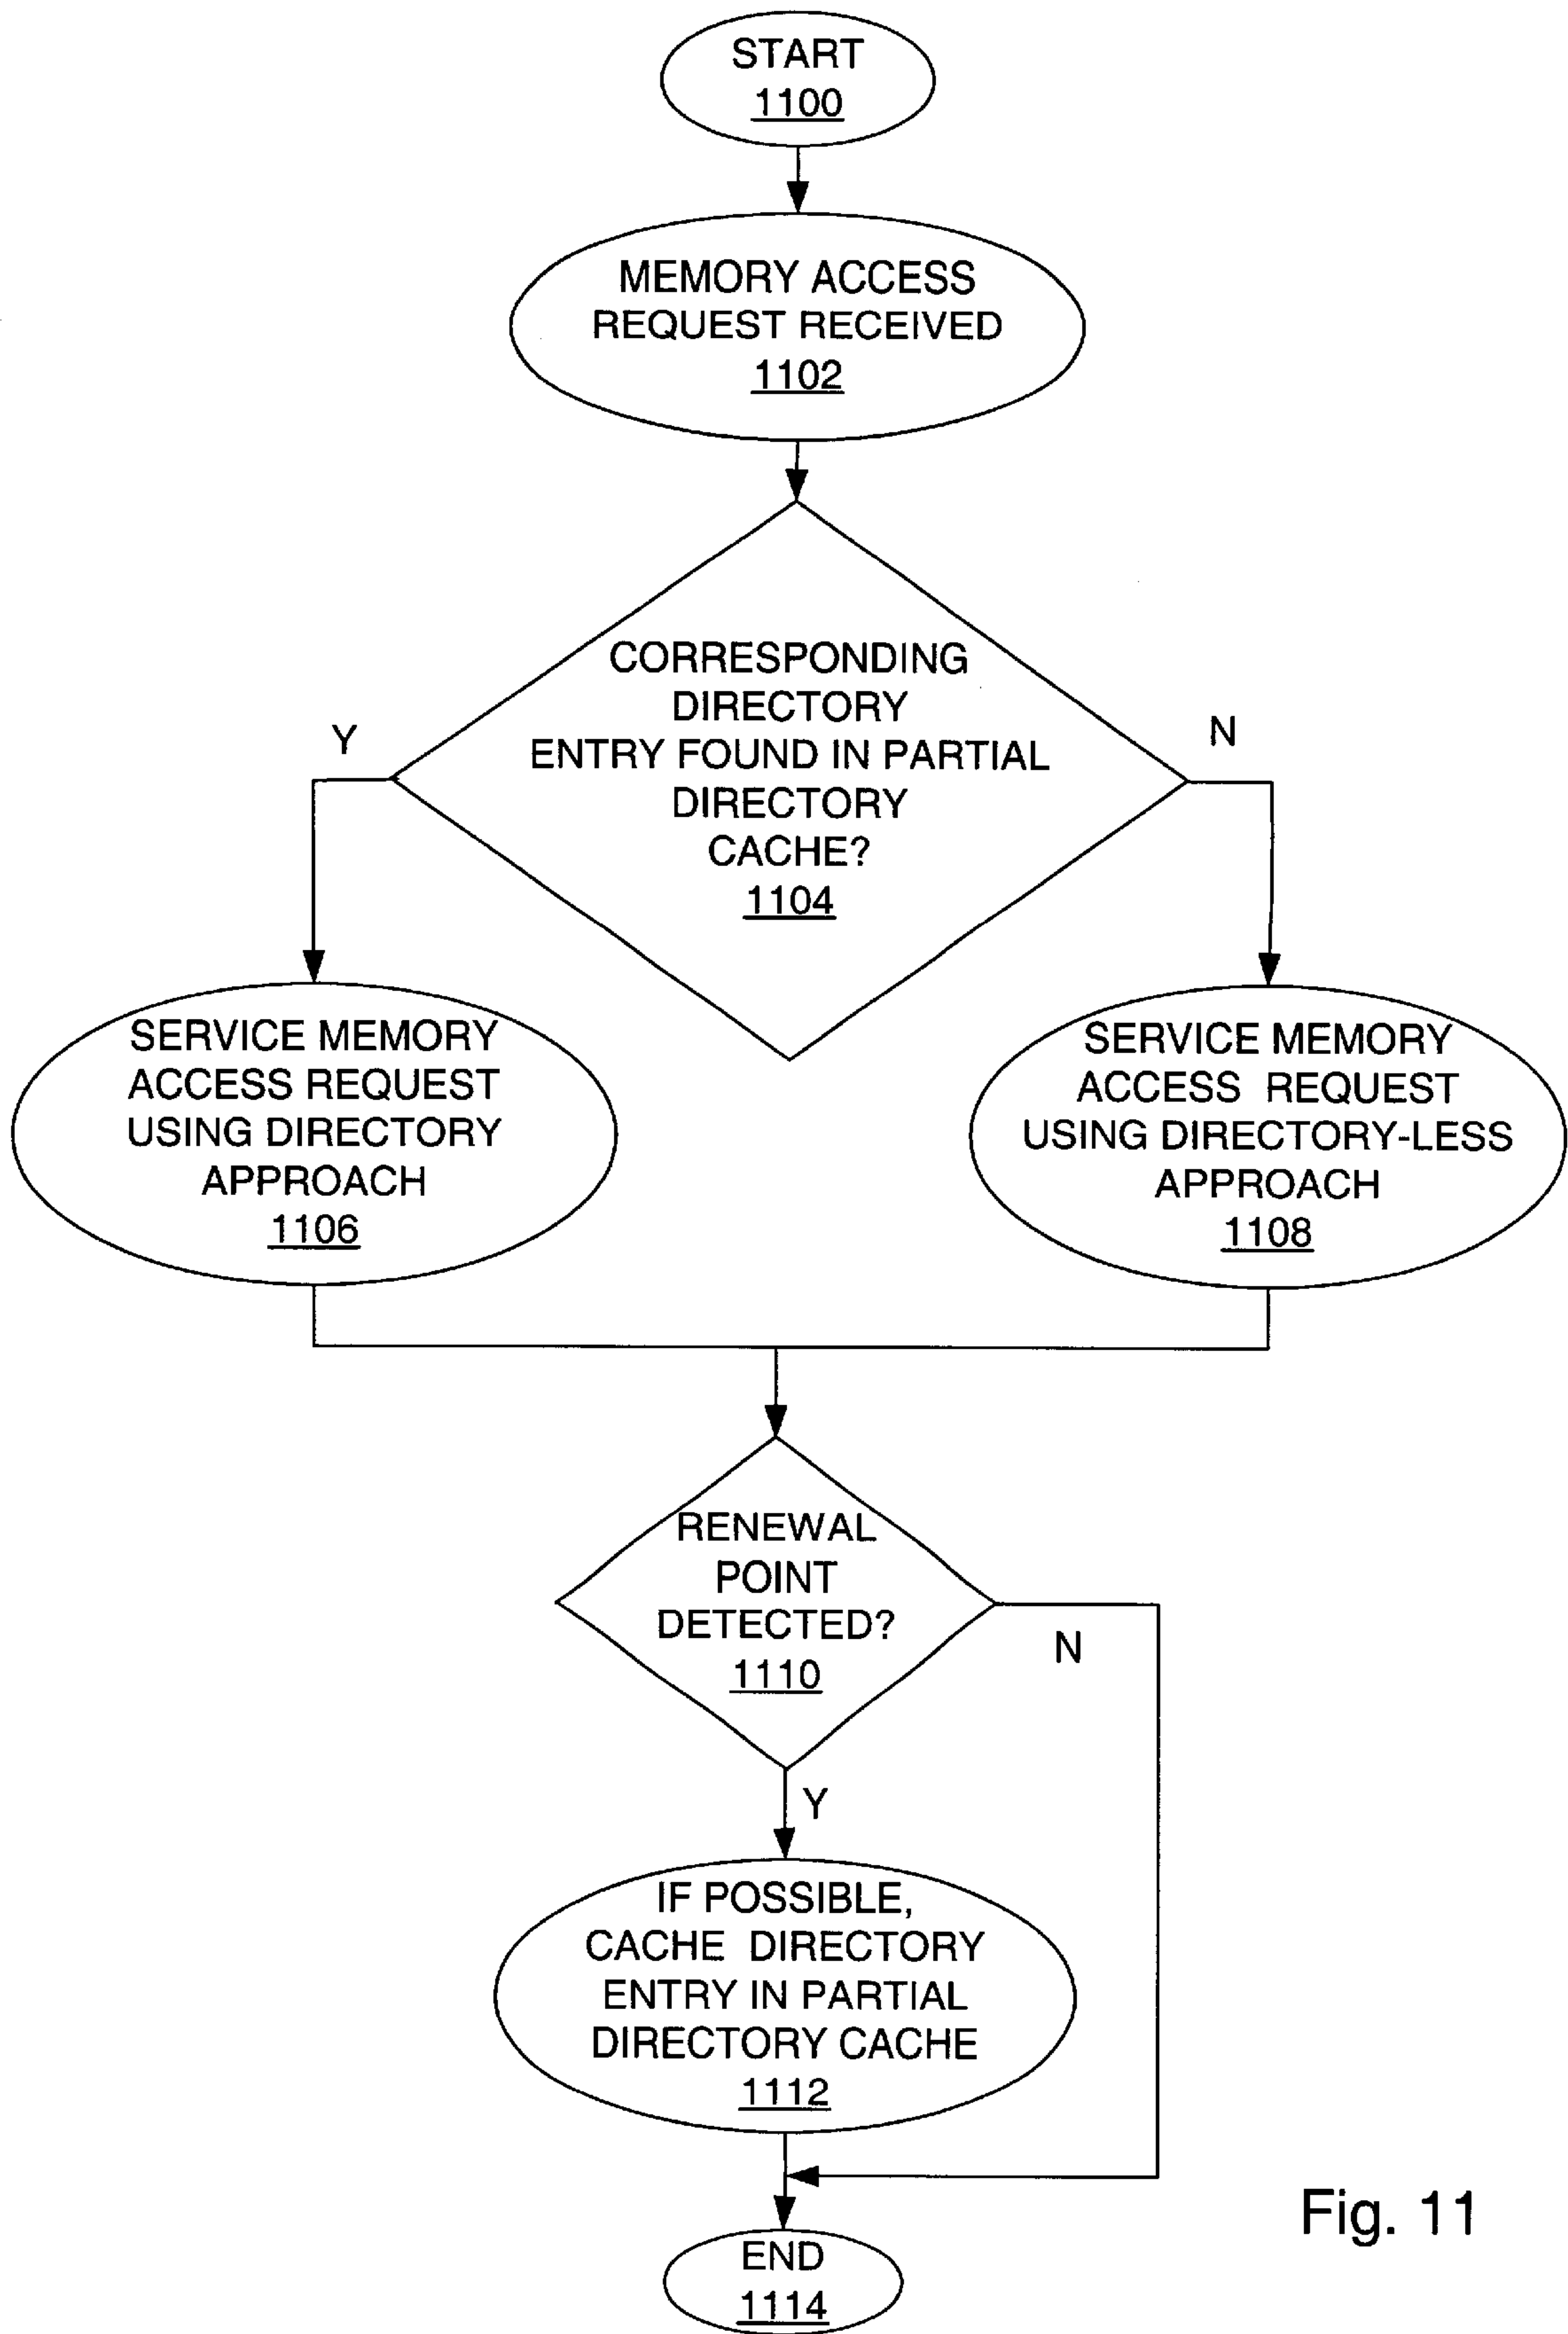 START
1100
MEMORY ACCESS
REQUEST RECEIVED
1102
CORRESPONDING
DIRECTORY
ENTRY FOUND IN PARTIAL
DIRECTORY
CACHE?
1104
Y
N
SERVICE MEMORY
ACCESS REQUEST
USING DIRECTORY
APPROACH
1106
SERVICE MEMORY
ACCESS REQUEST
USING DIRECTORY-LESS
APPROACH
1108
RENEWAL
POINT
DETECTED?
1110
N
Y
IF POSSIBLE,
CACHE DIRECTORY
ENTRY IN PARTIAL
DIRECTORY CACHE
1112
END
1114
Fig. 11